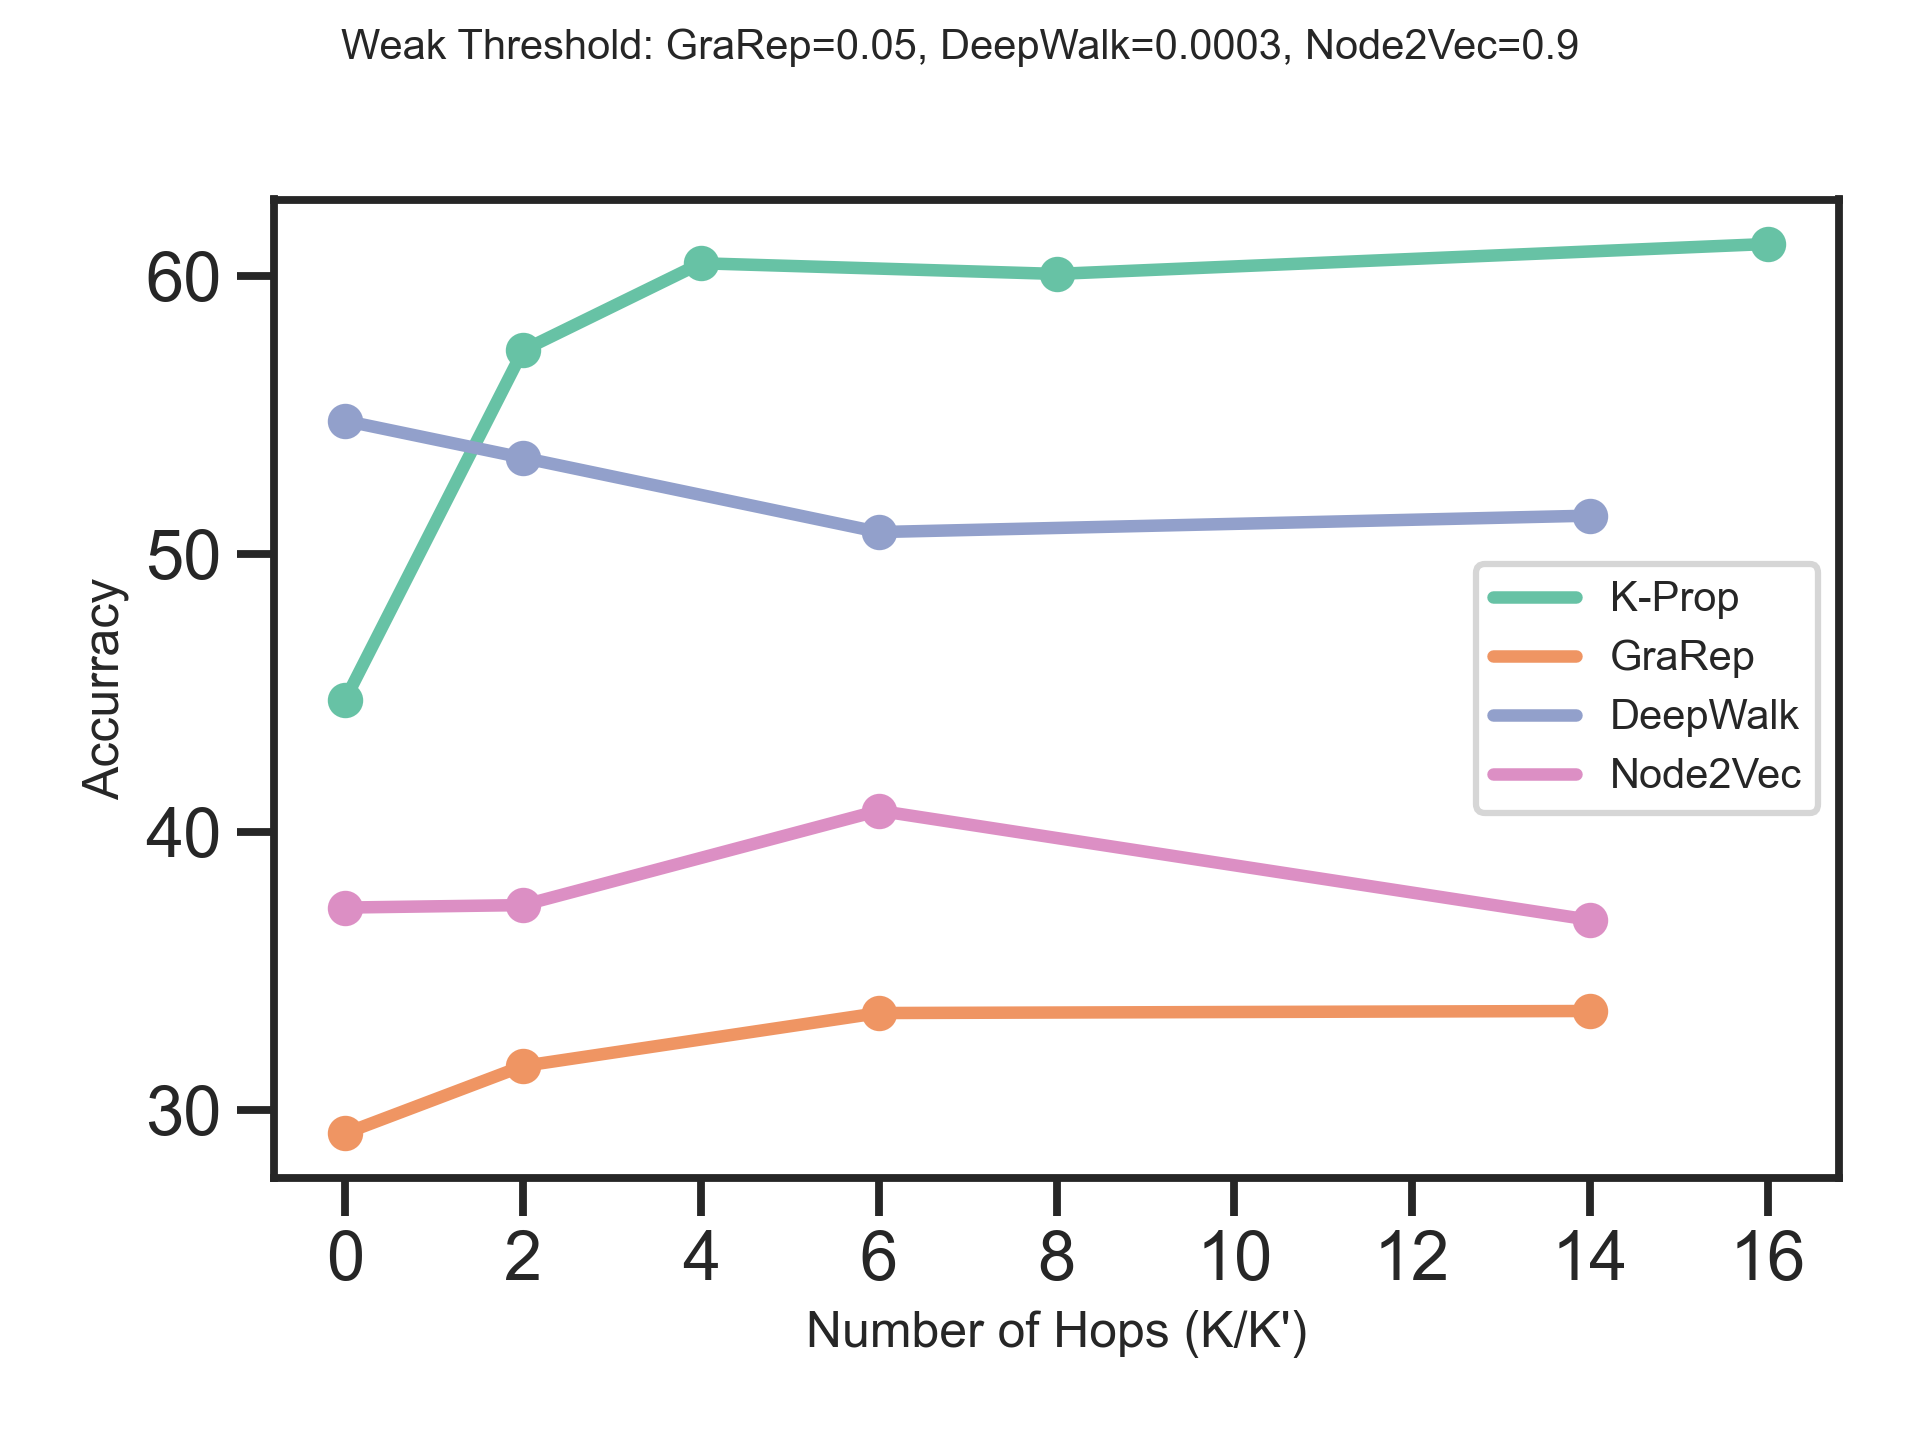 Weak Threshold: GraRep=0.05, DeepWalk=0.0003, Node2Vec=0.9
60
50
40
30
Accurracy
K-Prop
GraRep
DeepWalk
Node2Vec
0 2 4 6 8 10 12 14 16
Number of Hops (K/K')